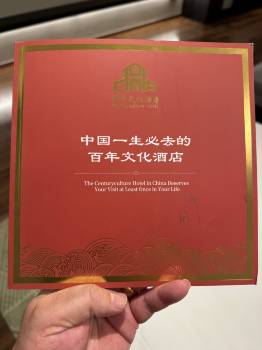 中国一生必去的
百年文化酒店
The Centuryculture Hotel in China Deserves
Your Visit at Least Once in Your Life.